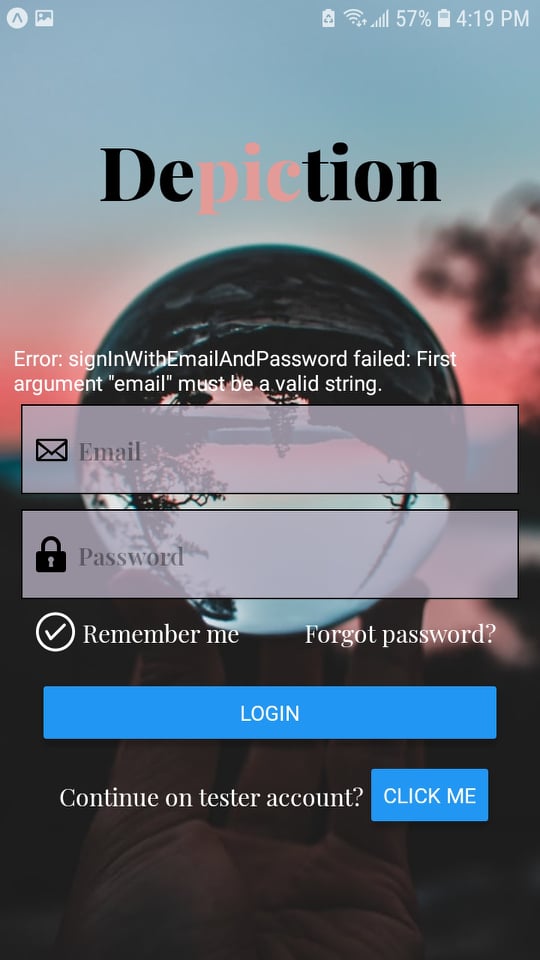 57% 4:19 PM
Depiction
Error: signInWithEmailAndPassword failed: First
argument "email" must be a valid string.
Email
Password
Remember me Forgot password?
LOGIN
Continue on tester account? CLICK ME